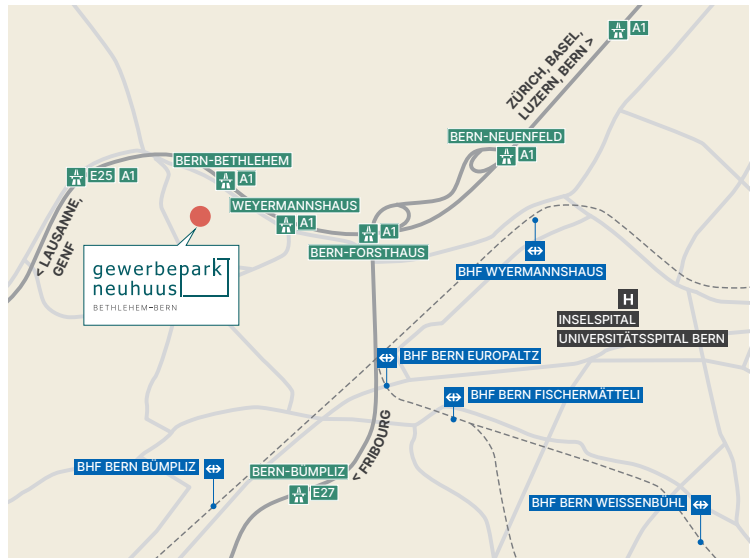 A1
ZÜRICH, BASEL,
LUZERN, BERN >
BERN-NEUENFELD
A1
BERN-BETHLEHEM
A1
E25 A1
WEYERMANNSHAUS
A1
A1
BERN-FORSTHAUS
< LAUSANNE,
GENF
gewerbepark
neuhuus
BETHLEHEM–BERN
BHF WYERMANNSHAUS
H
INSELSPITAL
UNIVERSITÄTSSPITAL BERN
BHF BERN EUROPALTZ
BHF BERN FISCHERMÄTTELI
< FRIBOURG
BHF BERN BÜMPLIZ
BERN-BÜMPLIZ
E27
BHF BERN WEISSENBÜHL